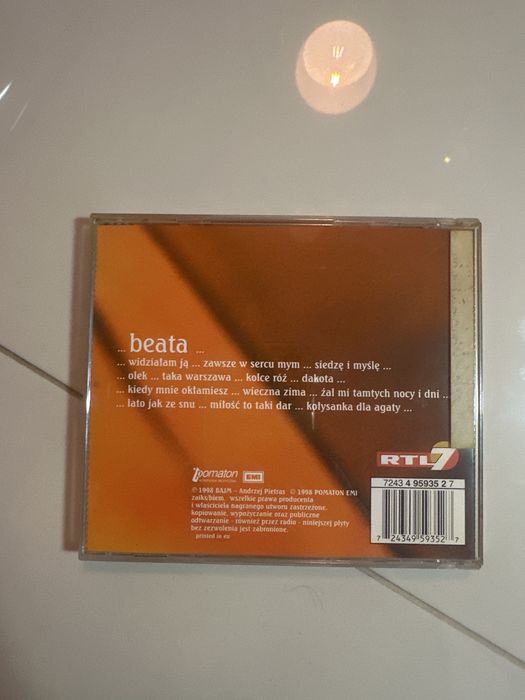 ... beata ...
... widziałam ją ... zawsze w sercu mym ... siedzę i myślę ...
... olek ... taka warszawa ... kolce róż ... dakota ...
... kiedy mnie okłamiesz ... wieczna zima ... żal mi tamtych nocy i dni ...
... lato jak ze snu ... miłość to taki dar ... kołysanka dla agaty ...
RTL7
pomaton EMI
7243 4 95935 2 7
© 1998 BAJM - Andrzej Pietras © 1998 POMATON EMI
zaiks/biem. wszelkie prawa producenta
i właściciela nagranego utworu zastrzeżone.
kopiowanie, wypożyczanie oraz publiczne
odtwarzanie - również przez radio - niniejszej płyty
bez zezwolenia jest zabronione.
printed in eu
7 24349 59352 7